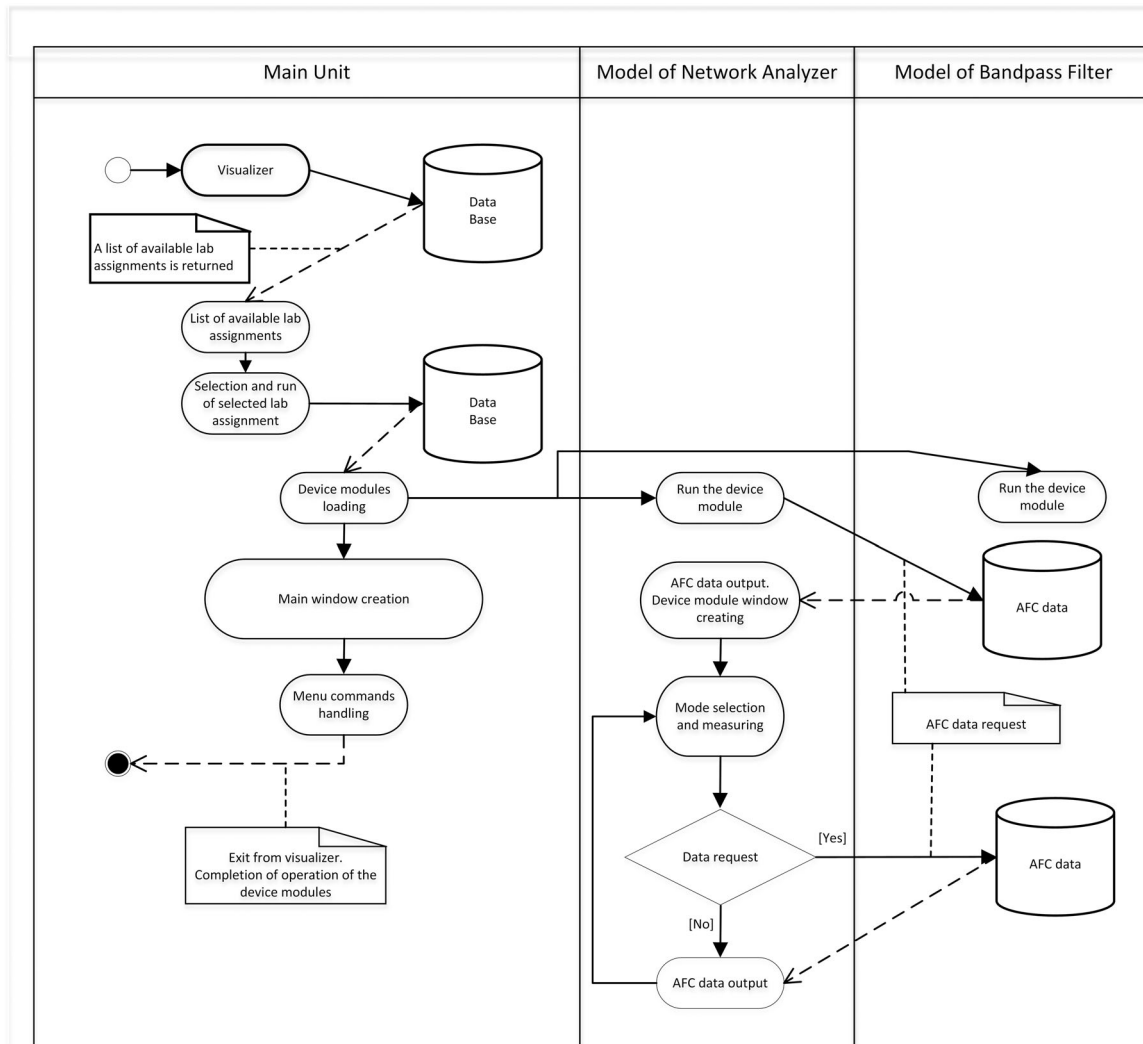 Main Unit
Model of Network Analyzer
Model of Bandpass Filter
Visualizer
Data
Base
A list of available lab
assignments is returned
List of available lab
assignments
Selection and run
of selected lab
assignment
Data
Base
Device modules
loading
Run the device
module
Run the device
module
Main window creation
AFC data output.
Device module window
creating
AFC data
Menu commands
handling
Mode selection
and measuring
AFC data request
Exit from visualizer.
Completion of operation of the
device modules
Data request
[Yes]
AFC data
[No]
AFC data output